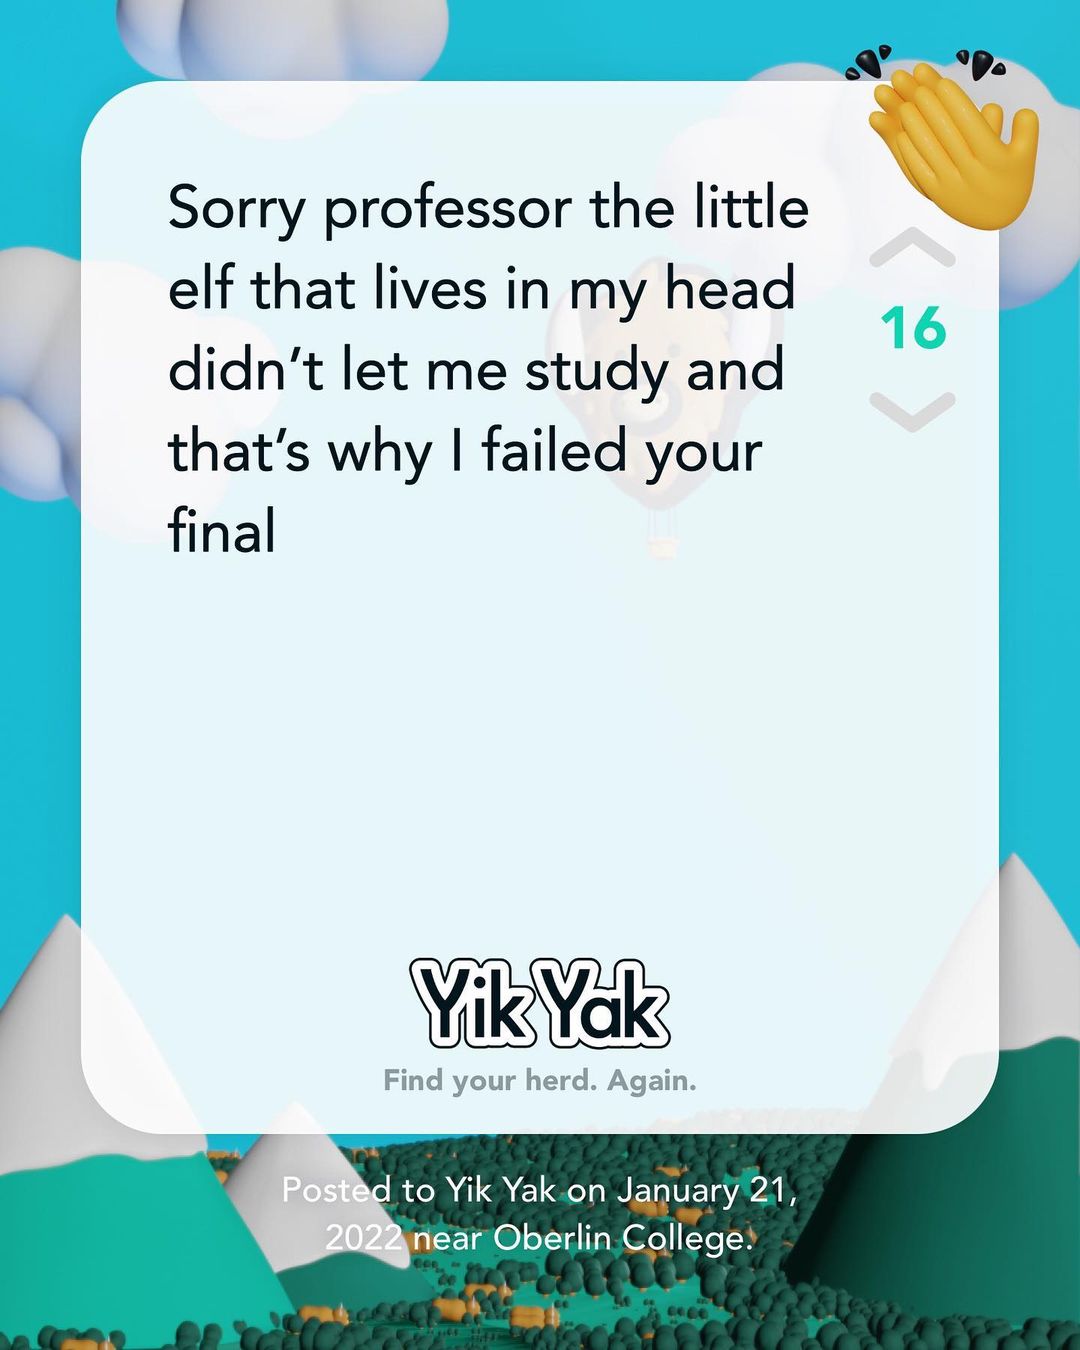 Sorry professor the little
elf that lives in my head
didn’t let me study and
that’s why I failed your
final
16
Yik Yak
Find your herd. Again.
Posted to Yik Yak on January 21,
2022 near Oberlin College.